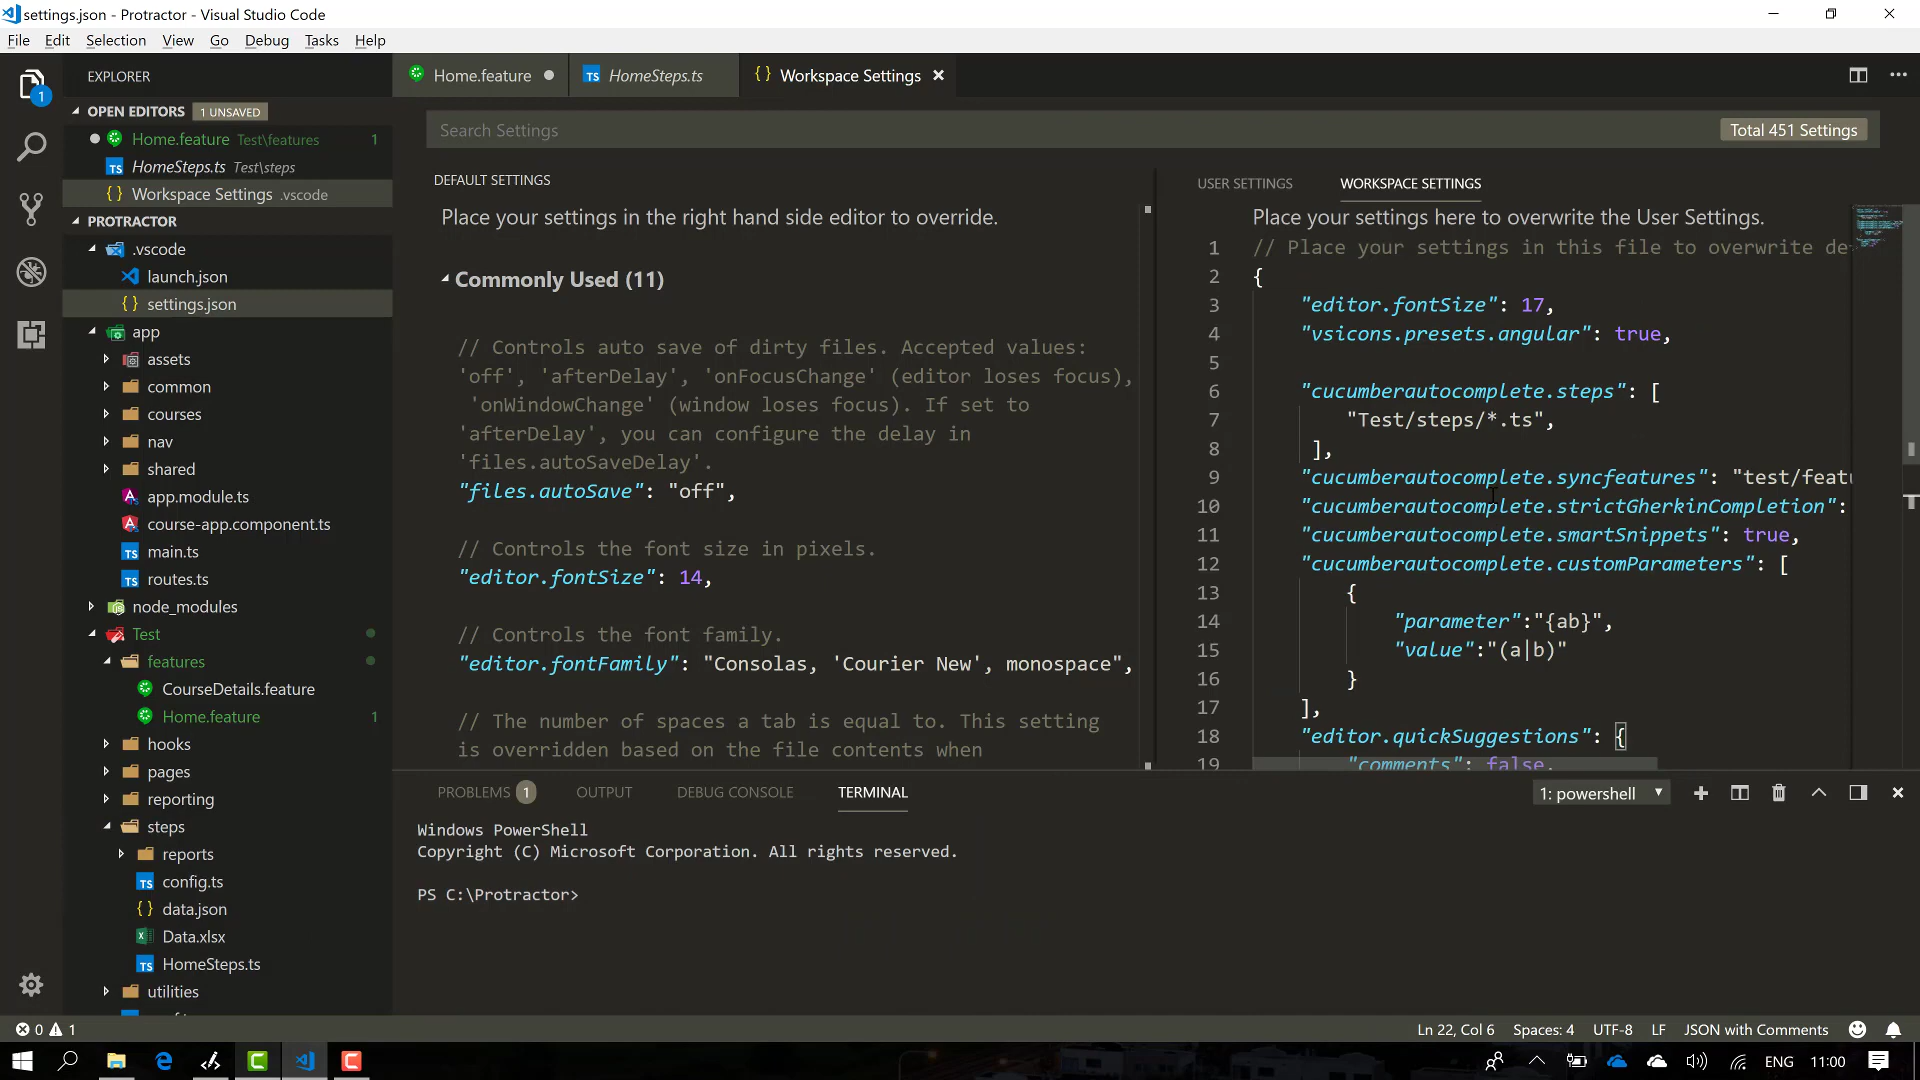 settings.json - Protractor - Visual Studio Code
File Edit Selection View Go Debug Tasks Help
EXPLORER
1
OPEN EDITORS 1 UNSAVED
Home.feature Test\features 1
TS HomeSteps.ts Test\steps
{} Workspace Settings .vscode
PROTRACTOR
.vscode
launch.json
{} settings.json
app
assets
common
courses
nav
shared
app.module.ts
course-app.component.ts
TS main.ts
TS routes.ts
node_modules
Test
features
CourseDetails.feature
Home.feature 1
hooks
pages
reporting
steps
reports
TS config.ts
{} data.json
Data.xlsx
TS HomeSteps.ts
utilities
Home.feature
TS HomeSteps.ts
{} Workspace Settings
Search Settings
Total 451 Settings
DEFAULT SETTINGS
Place your settings in the right hand side editor to override.
Commonly Used (11)
// Controls auto save of dirty files. Accepted values:
'off', 'afterDelay', 'onFocusChange' (editor loses focus),
'onWindowChange' (window loses focus). If set to
'afterDelay', you can configure the delay in
'files.autoSaveDelay'.
"files.autoSave": "off",
// Controls the font size in pixels.
"editor.fontSize": 14,
// Controls the font family.
"editor.fontFamily": "Consolas, 'Courier New', monospace",
// The number of spaces a tab is equal to. This setting
is overridden based on the file contents when
USER SETTINGS WORKSPACE SETTINGS
Place your settings here to overwrite the User Settings.
1 // Place your settings in this file to overwrite de
2 {
3 "editor.fontSize": 17,
4 "vsicons.presets.angular": true,
5
6 "cucumberautocomplete.steps": [
7 "Test/steps/*.ts",
8 ],
9 "cucumberautocomplete.syncfeatures": "test/featu
10 "cucumberautocomplete.strictGherkinCompletion":
11 "cucumberautocomplete.smartSnippets": true,
12 "cucumberautocomplete.customParameters": [
13 {
14 "parameter":"{ab}",
15 "value":"(a|b)"
16 }
17 ],
18 "editor.quickSuggestions": {
19 "comments": false,
PROBLEMS 1 OUTPUT DEBUG CONSOLE TERMINAL
1: powershell
Windows PowerShell
Copyright (C) Microsoft Corporation. All rights reserved.
PS C:\Protractor>
0 1
Ln 22, Col 6 Spaces: 4 UTF-8 LF JSON with Comments
ENG 11:00